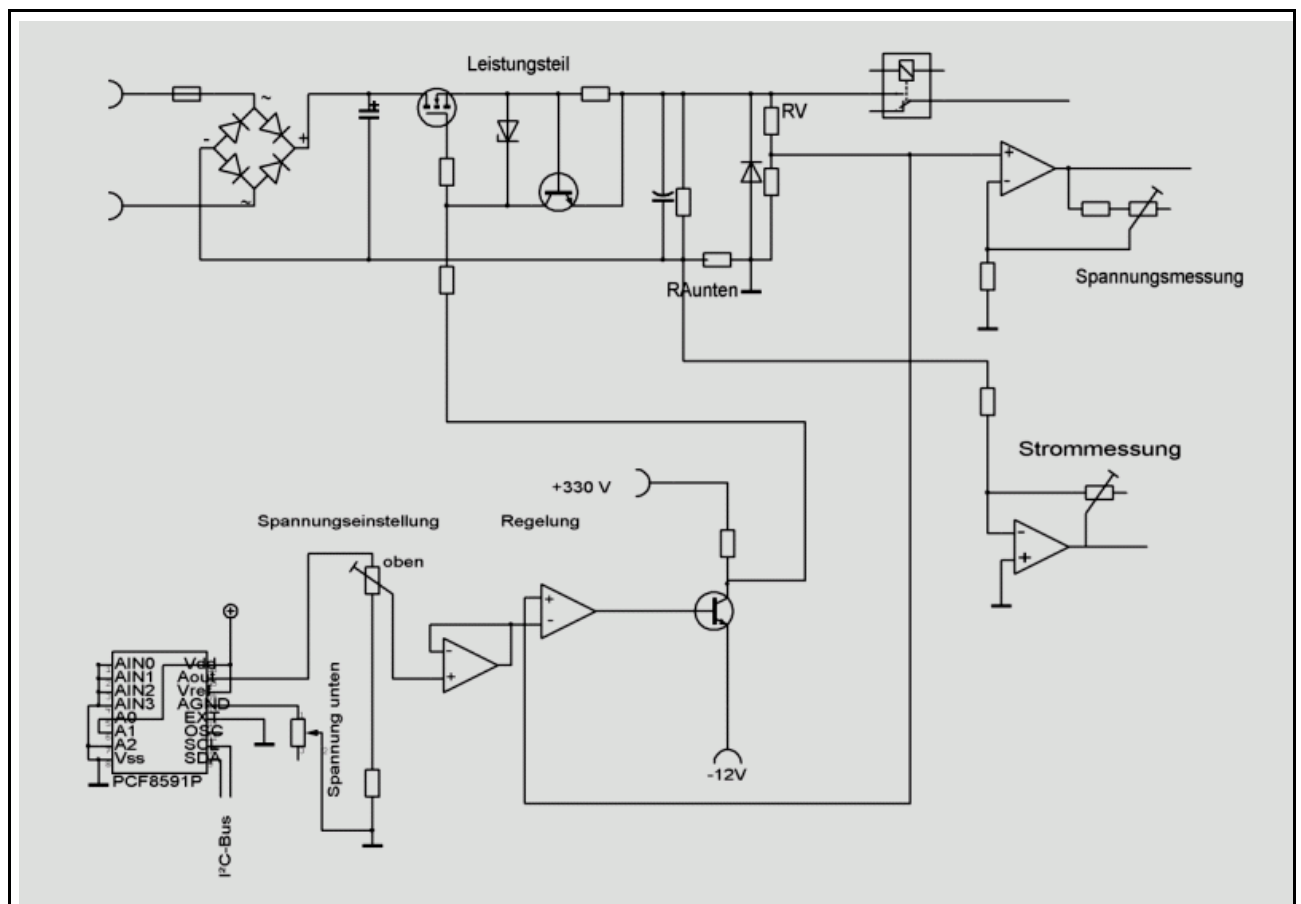 Leistungsteil
~
-
+
+
~
RV
RAunten
+
-
Spannungsmessung
Strommessung
-
+
+330 V
Spannungseinstellung
Regelung
oben
+
-
-
+
-12V
Spannung unten
AIN0 Vdd
AIN1 Aout
AIN2 Vref
AIN3 AGND
A0 EXT
A1 OSC
A2 SCL
Vss SDA
PCF8591P
I²C-Bus